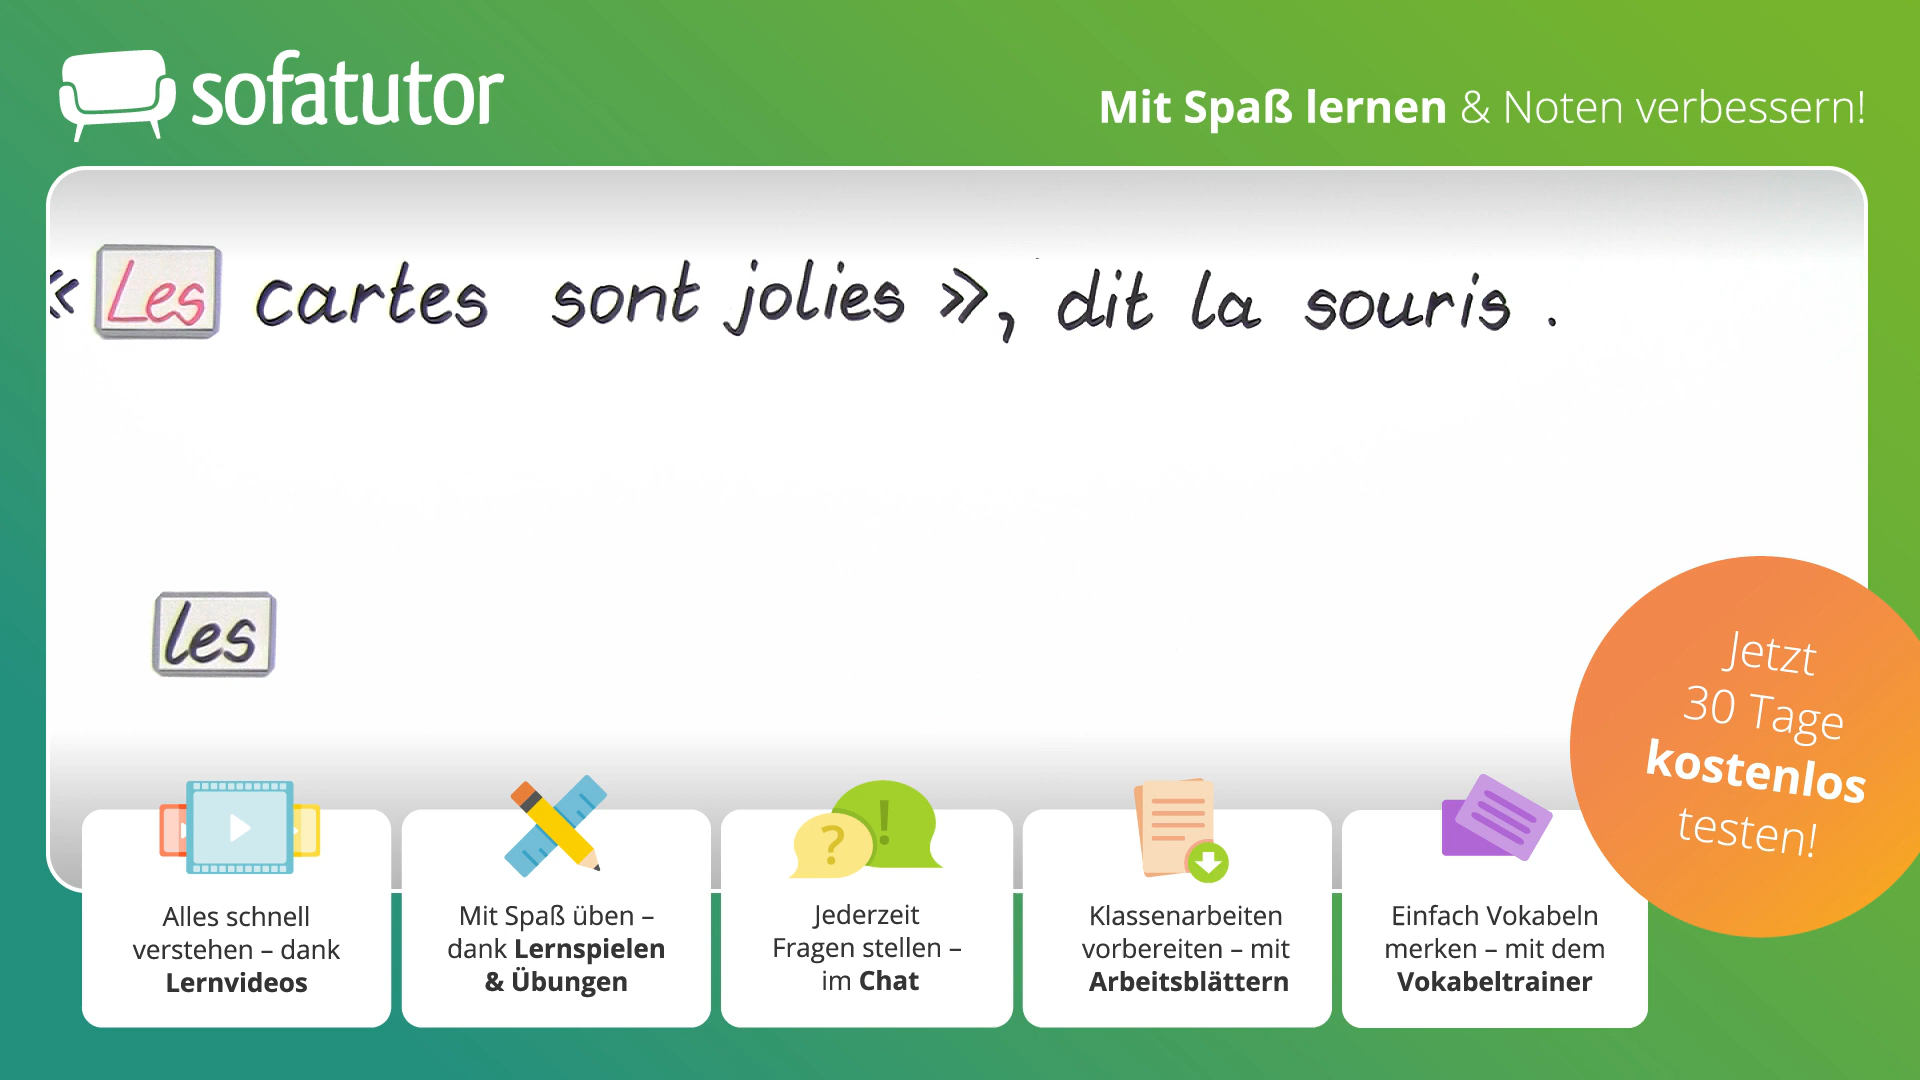 sofatutor
Mit Spaß lernen & Noten verbessern!
« Les cartes sont jolies », dit la souris .
les
Jetzt
30 Tage
kostenlos
testen!
? !
Alles schnell
verstehen – dank
Lernvideos
Mit Spaß üben –
dank Lernspielen
& Übungen
Jederzeit
Fragen stellen –
im Chat
Klassenarbeiten
vorbereiten – mit
Arbeitsblättern
Einfach Vokabeln
merken – mit dem
Vokabeltrainer